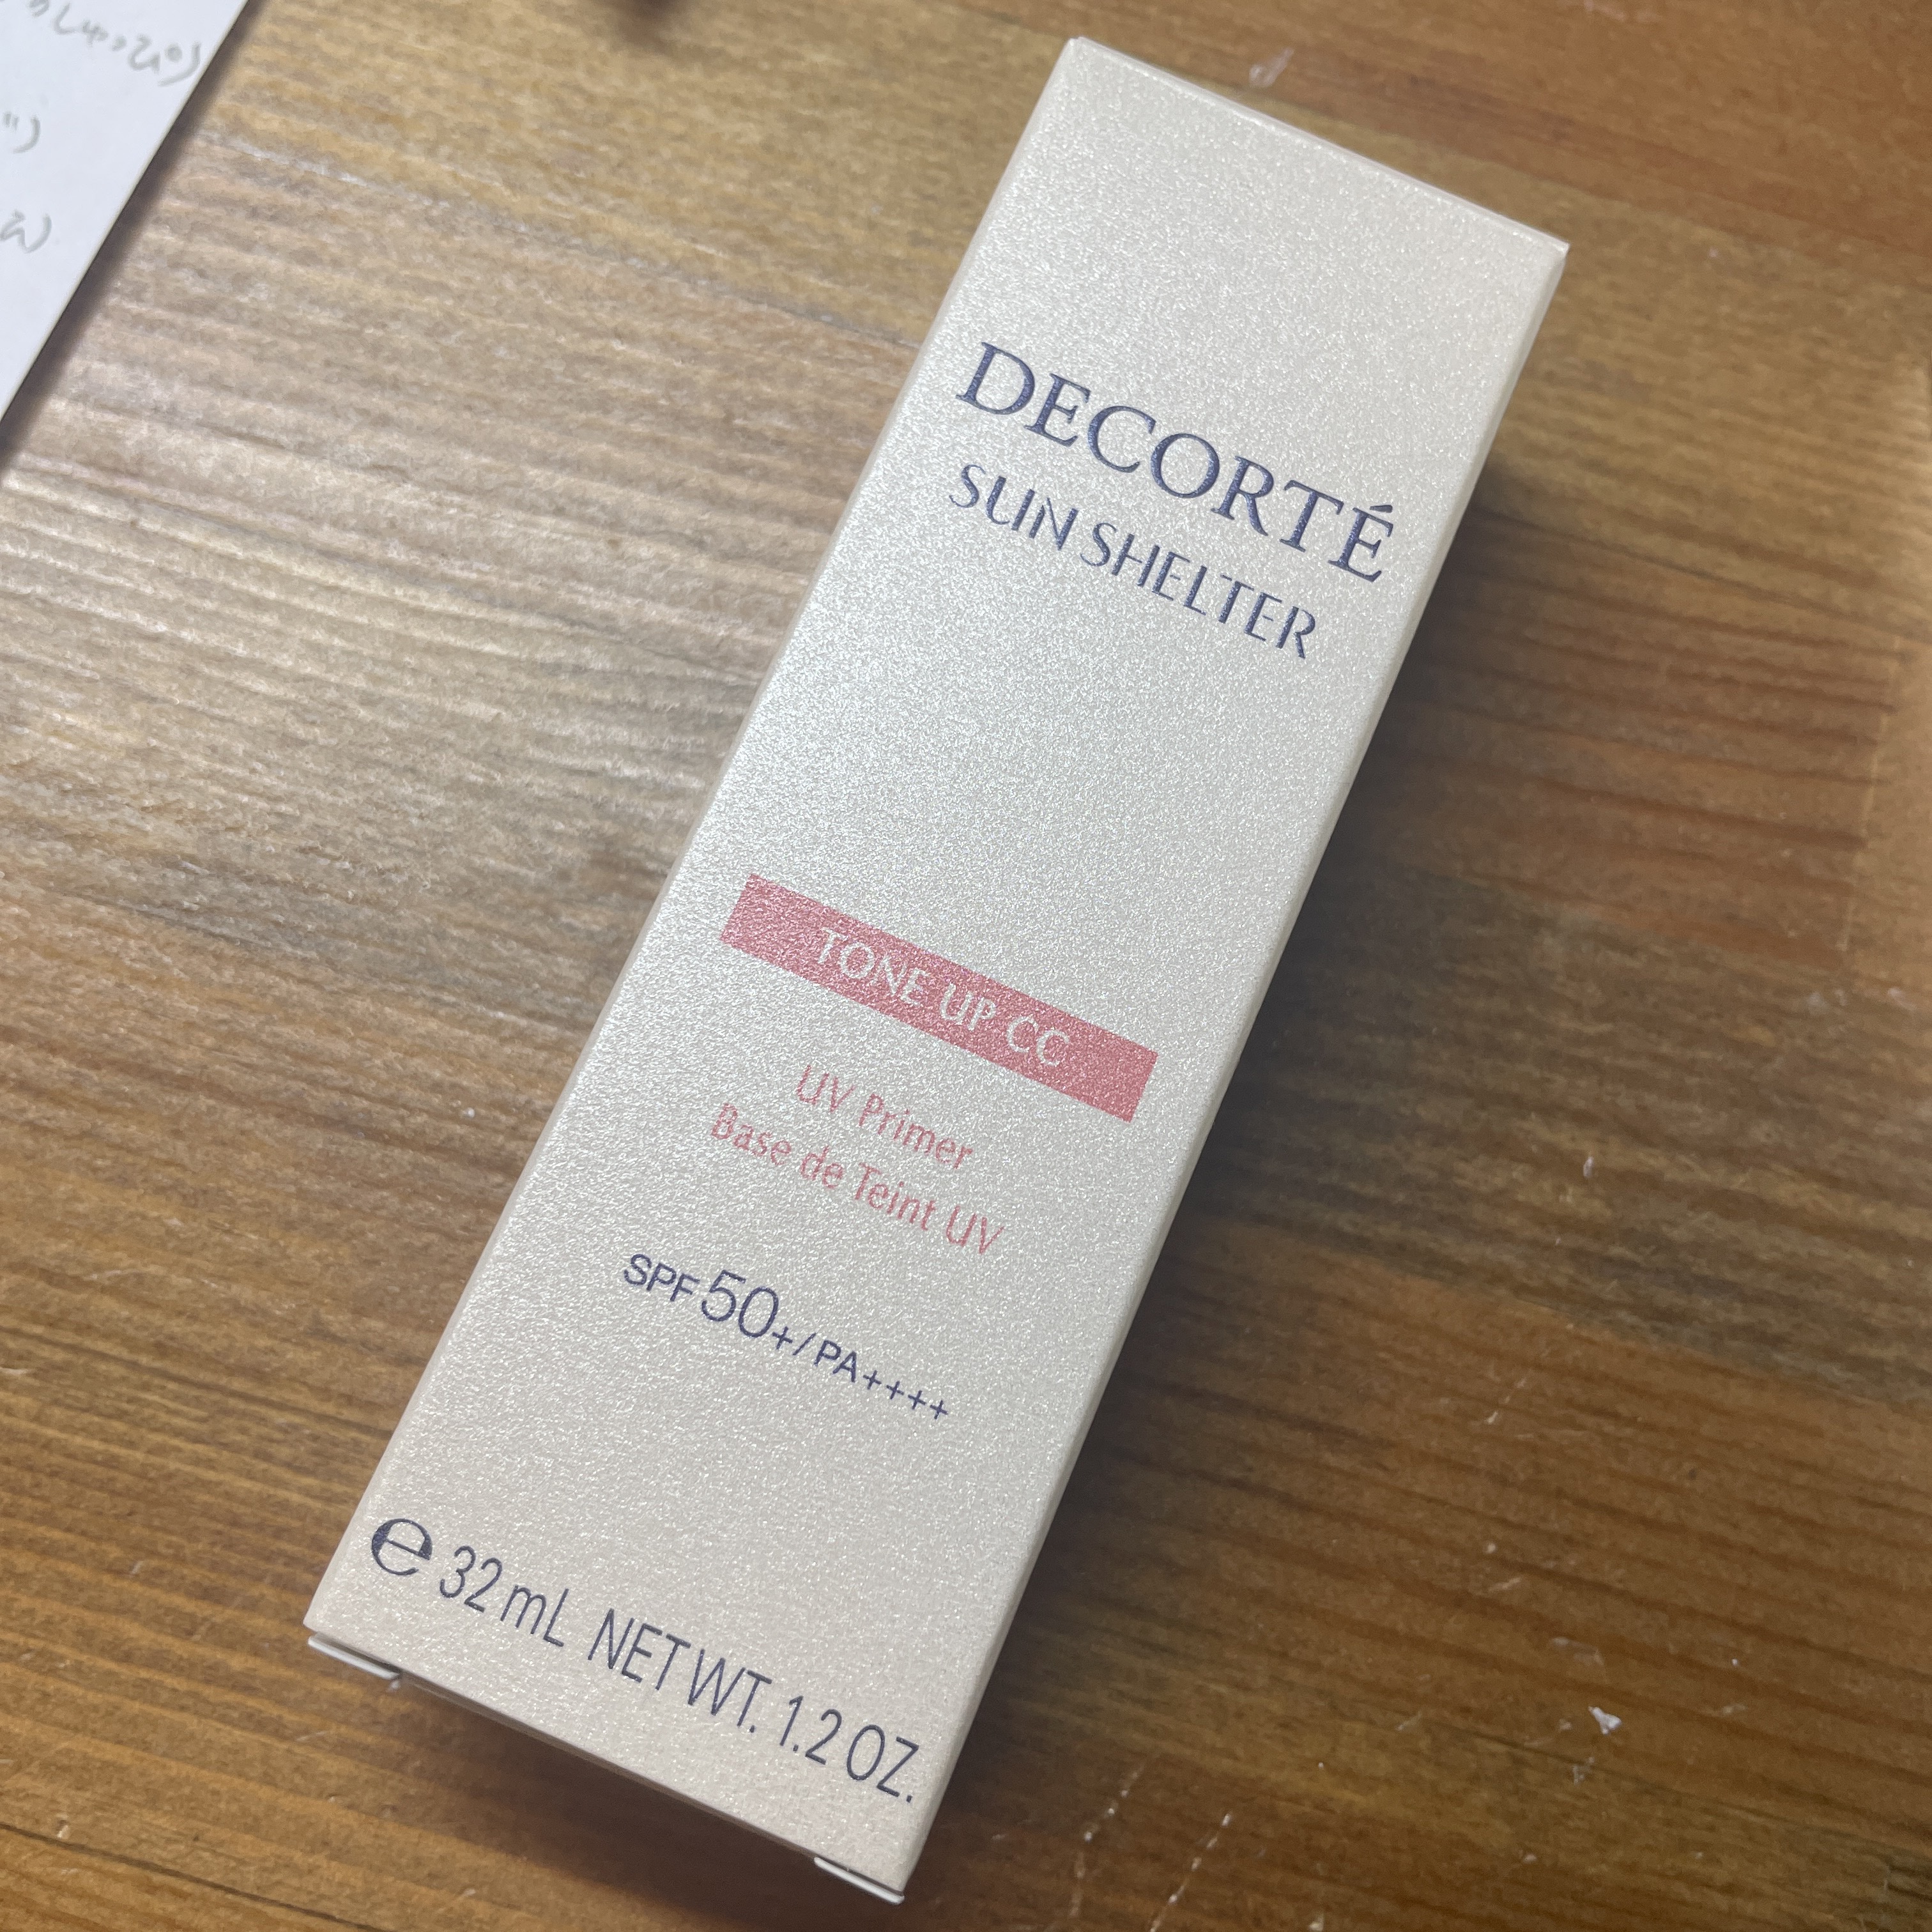 DECORTÉ
SUN SHELTER
TONE UP CC
UV Primer
Base de Teint UV
SPF 50+/PA++++
℮ 32 mL NET WT. 1.2 OZ.